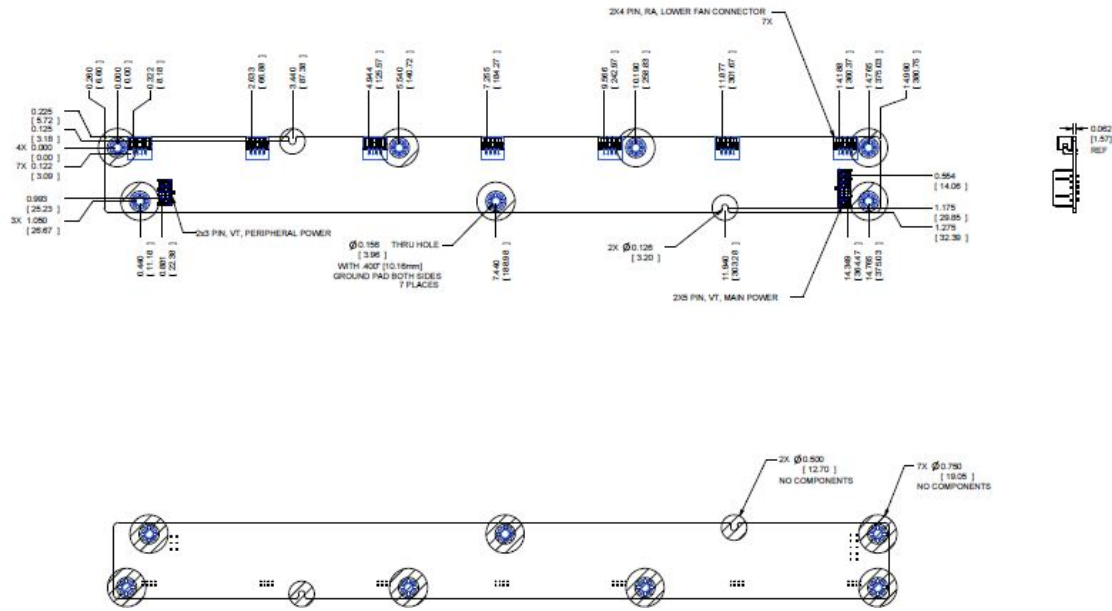 2X4 PIN, RA, LOWER FAN CONNECTOR
7X
0.260
[ 6.60 ]
0.000
[ 0.00 ]
0.322
[ 8.18 ]
2.633
[ 66.88 ]
3.440
[ 87.38 ]
4.944
[ 125.57 ]
5.540
[ 140.72 ]
7.255
[ 184.27 ]
9.566
[ 242.97 ]
10.190
[ 258.83 ]
11.877
[ 301.67 ]
14.188
[ 360.37 ]
14.765
[ 375.03 ]
14.990
[ 380.75 ]
0.225
[ 5.72 ]
0.125
[ 3.18 ]
4X 0.000
[ 0.00 ]
7X 0.122
[ 3.09 ]
0.062
[1.57]
REF
0.993
[ 25.23 ]
3X 1.050
[ 26.67 ]
0.554
[ 14.06 ]
1.175
[ 29.85 ]
1.275
[ 32.39 ]
2x3 PIN, VT, PERIPHERAL POWER
0.440
[ 11.18 ]
0.881
[ 22.38 ]
Ø0.156 THRU HOLE
[ 3.96 ]
WITH .400" [10.16mm]
GROUND PAD BOTH SIDES
7 PLACES
7.440
[ 188.98 ]
2X Ø0.126
[ 3.20 ]
11.940
[ 303.28 ]
14.349
[ 364.47 ]
14.765
[ 375.03 ]
2X5 PIN, VT, MAIN POWER
2X Ø0.500
[ 12.70 ]
NO COMPONENTS
7X Ø0.750
[ 19.05 ]
NO COMPONENTS